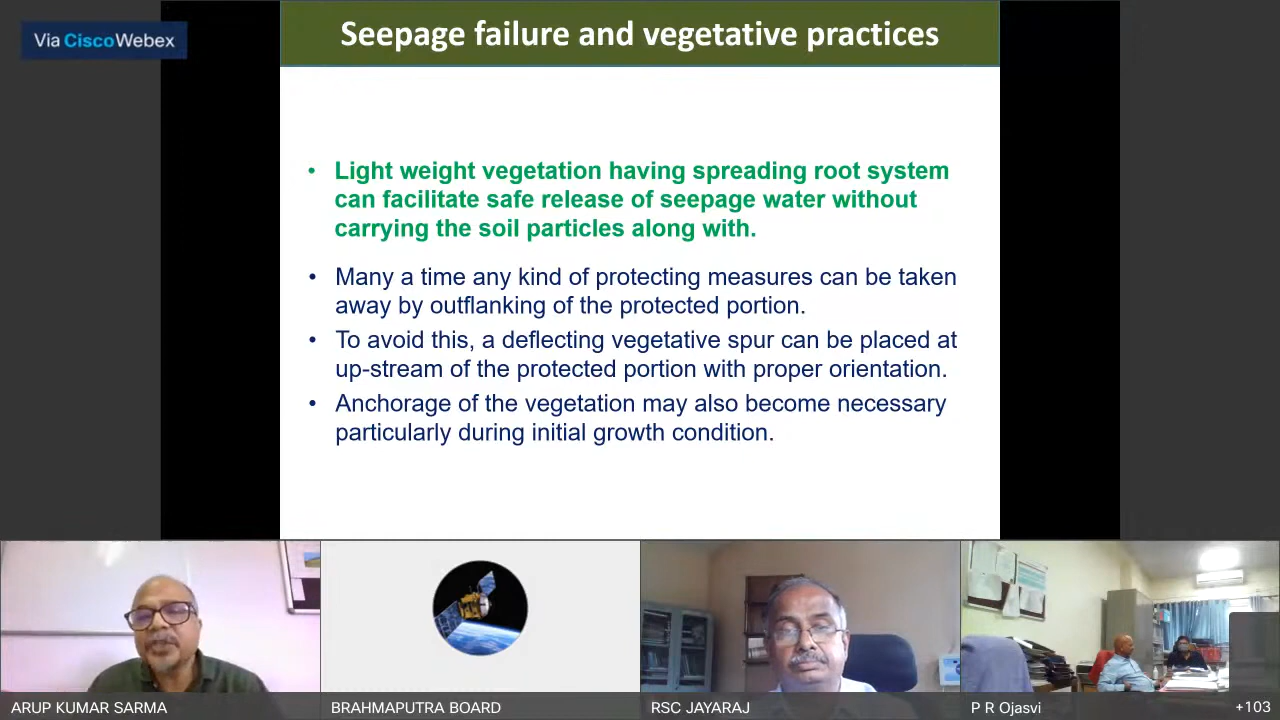 Via CiscoWebex
Seepage failure and vegetative practices
• Light weight vegetation having spreading root system
can facilitate safe release of seepage water without
carrying the soil particles along with.
• Many a time any kind of protecting measures can be taken
away by outflanking of the protected portion.
• To avoid this, a deflecting vegetative spur can be placed at
up-stream of the protected portion with proper orientation.
• Anchorage of the vegetation may also become necessary
particularly during initial growth condition.
ARUP KUMAR SARMA
BRAHMAPUTRA BOARD
RSC JAYARAJ
P R Ojasvi
+103